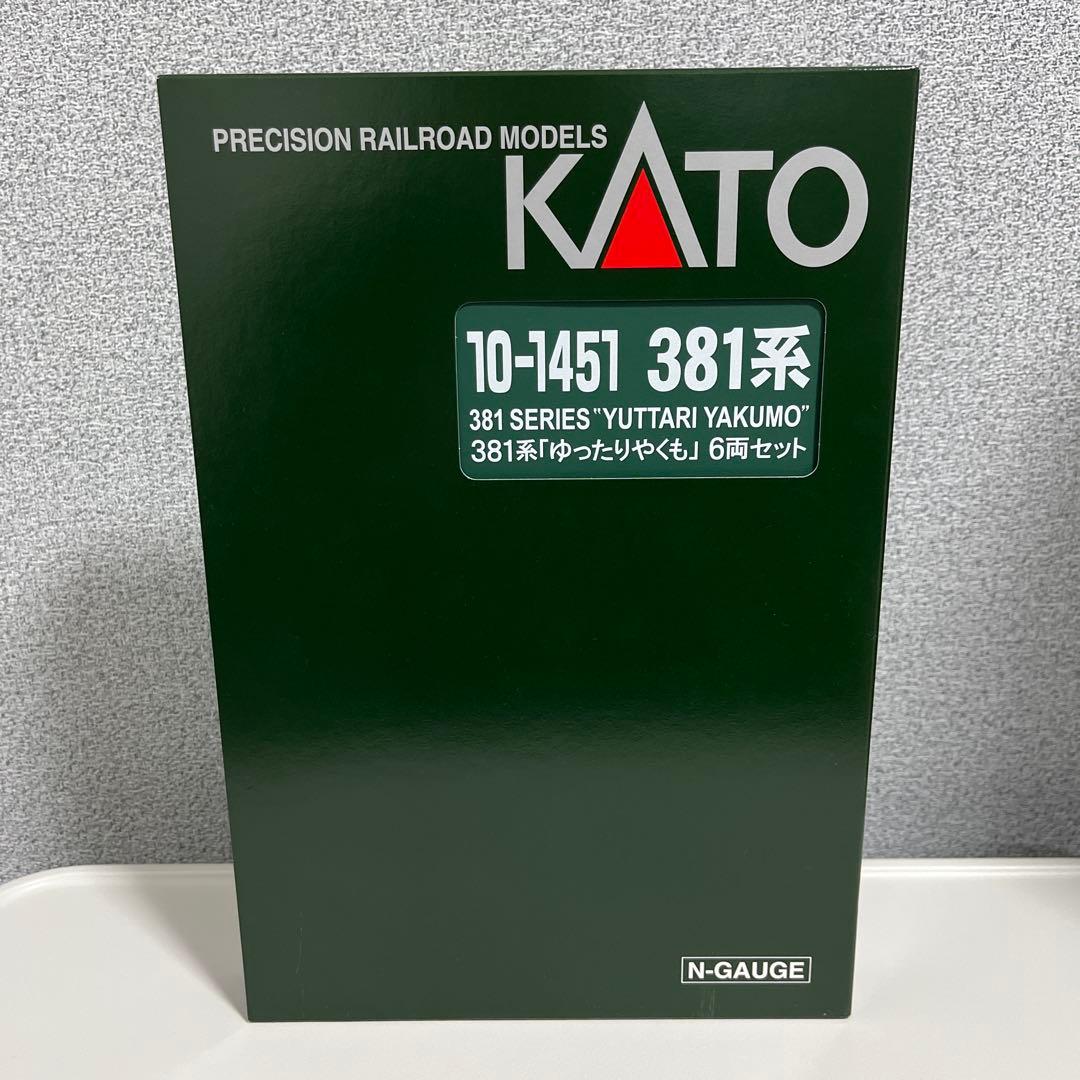 PRECISION RAILROAD MODELS
KATO
10-1451 381系
381 SERIES "YUTTARI YAKUMO"
381系「ゆったりやくも」 6両セット
N-GAUGE